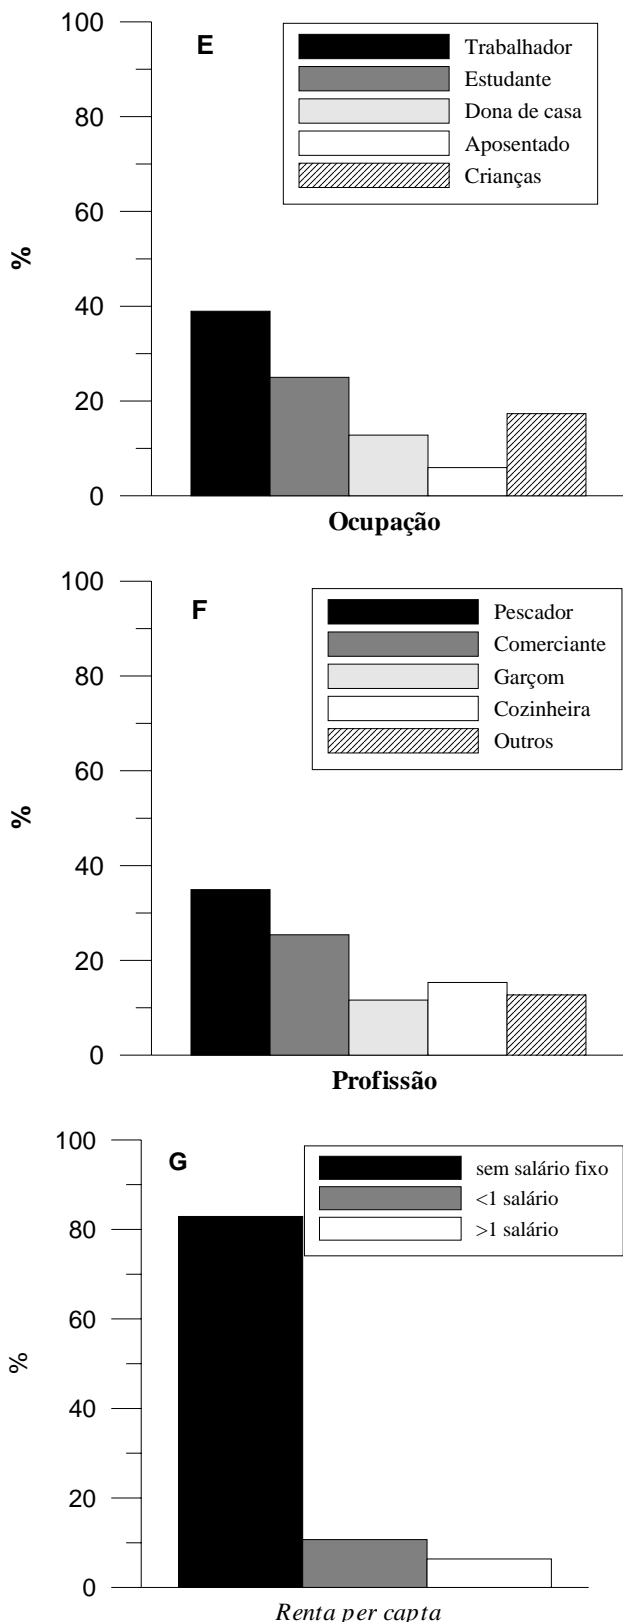 100
E
Trabalhador
Estudante
80
Dona de casa
Aposentado
Crianças
60
%
40
20
0
Ocupação
100
F
Pescador
Comerciante
80
Garçom
Cozinheira
Outros
60
%
40
20
0
Profissão
100
G
sem salário fixo
<1 salário
>1 salário
80
60
%
40
20
0
Renta per capta